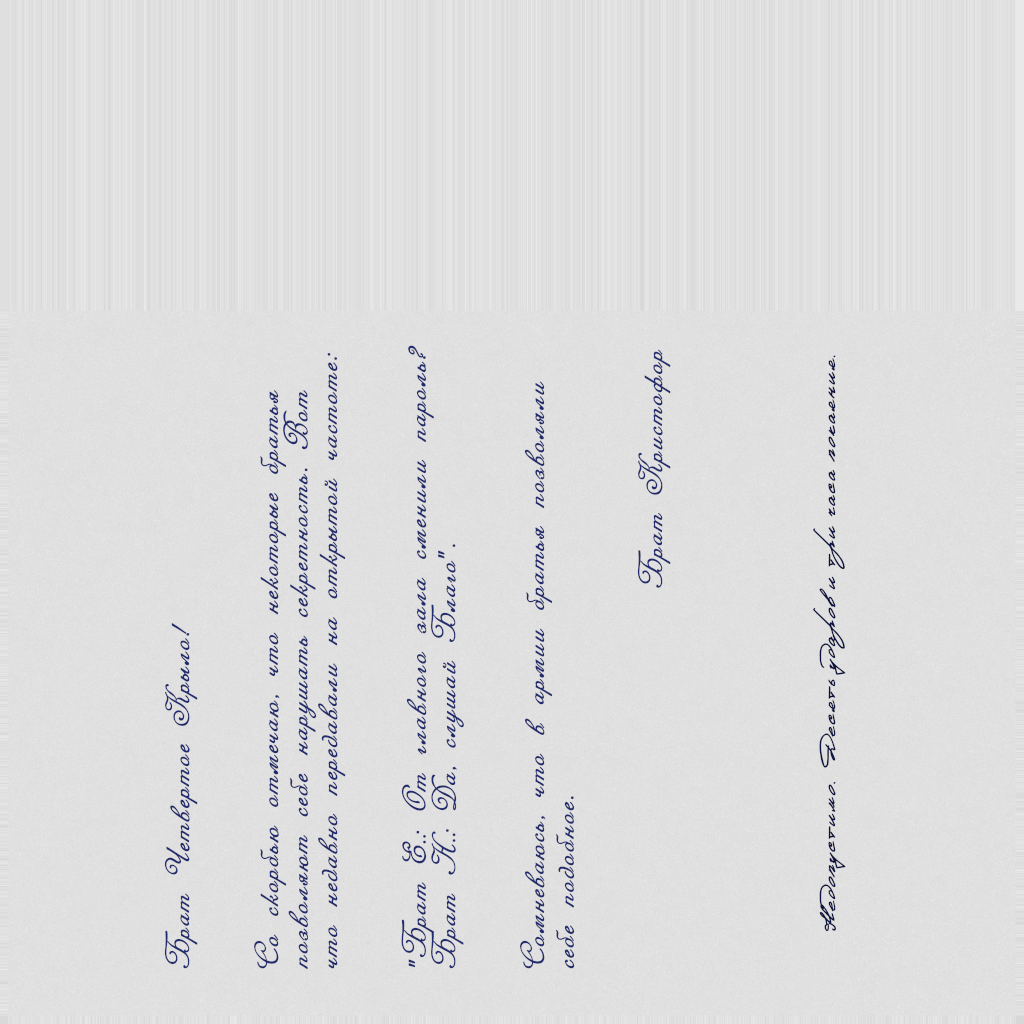 Брат Четвертое Крыло!
Со скорбью отмечаю, что некоторые братья
позволяют себе нарушать секретность. Вот
что недавно передавали на открытой частоте:
"Брат Е.: От главного зала сменили пароль?
Брат Н.: Да, слушай Благо".
Сомневаюсь, что в армии братья позволяли
себе подобное.
Брат Кристофор
Недопустимо. Десять ударов и три часа покаяние.